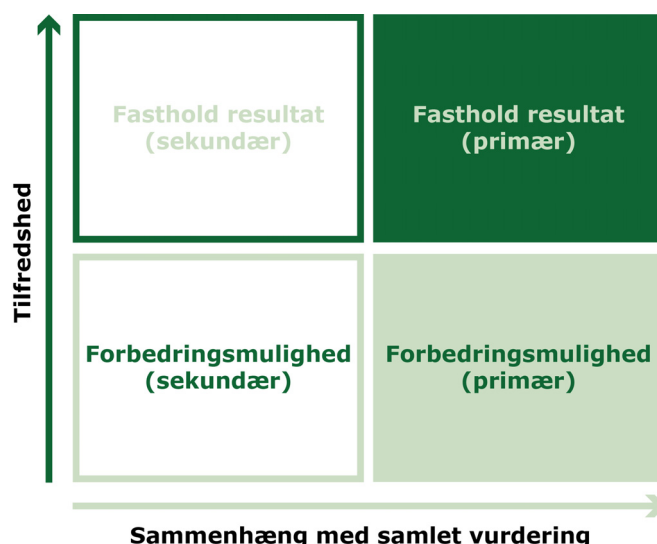 Tilfredshed
Fasthold resultat
(sekundær)
Fasthold resultat
(primær)
Forbedringsmulighed
(sekundær)
Forbedringsmulighed
(primær)
Sammenhæng med samlet vurdering